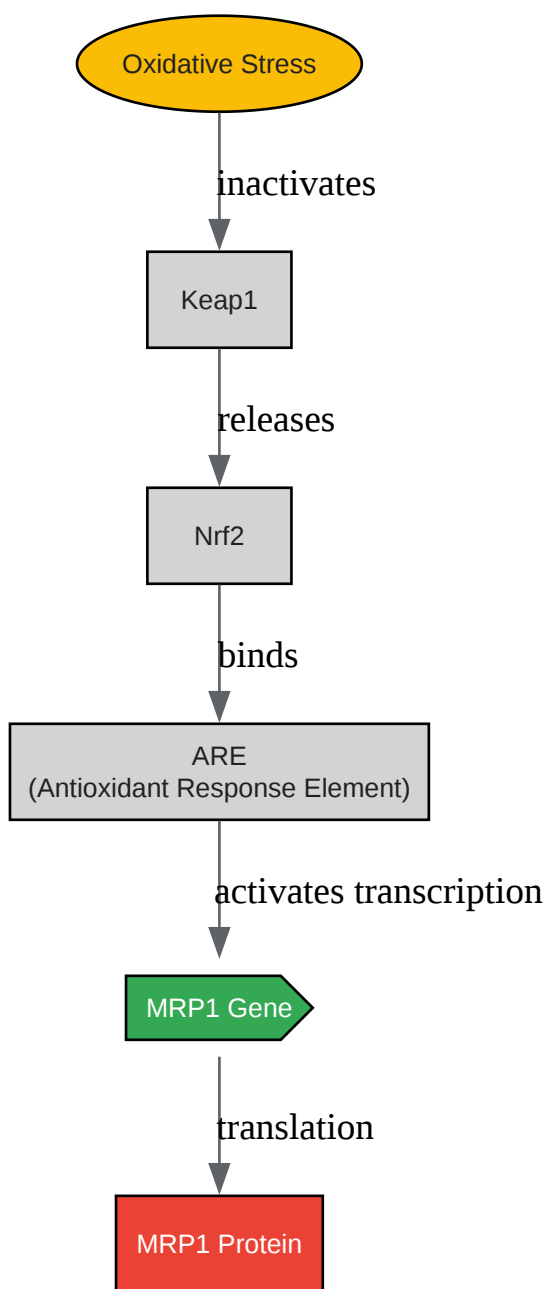 Oxidative Stress
inactivates
Keap1
releases
Nrf2
binds
ARE
(Antioxidant Response Element)
activates transcription
MRP1 Gene
translation
MRP1 Protein